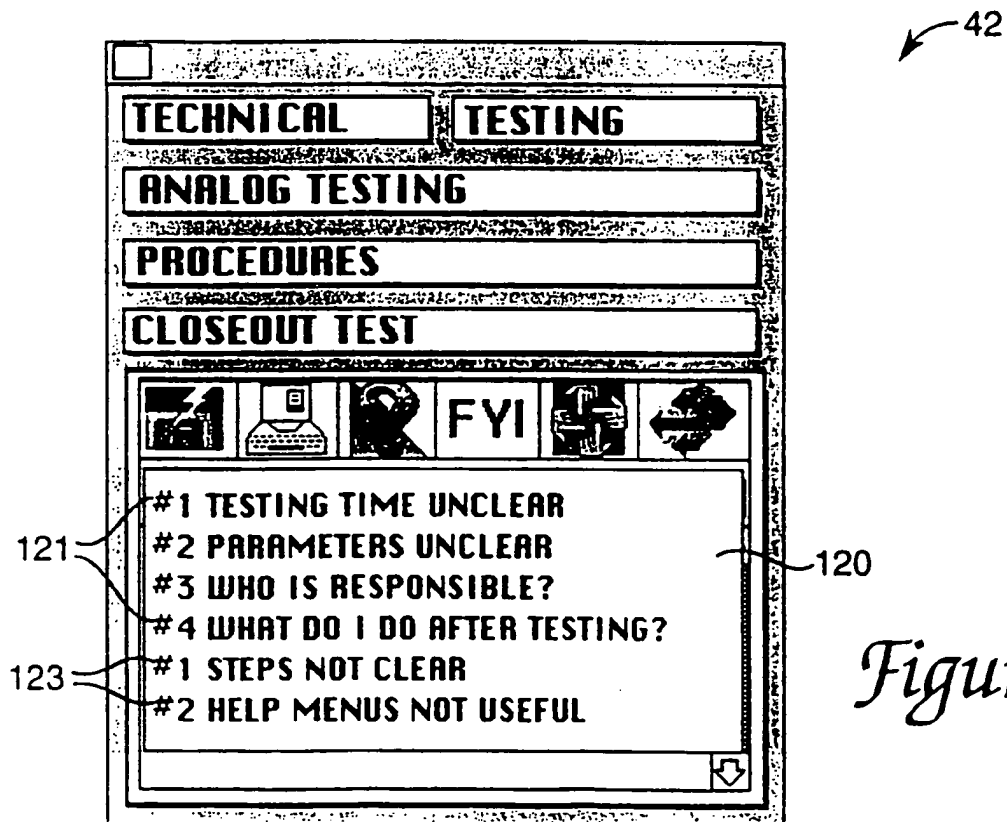 42
TECHNICAL TESTING
ANALOG TESTING
PROCEDURES
CLOSEOUT TEST
FYI
#1 TESTING TIME UNCLEAR
#2 PARAMETERS UNCLEAR
#3 WHO IS RESPONSIBLE?
#4 WHAT DO I DO AFTER TESTING?
#1 STEPS NOT CLEAR
#2 HELP MENUS NOT USEFUL
121
120
123